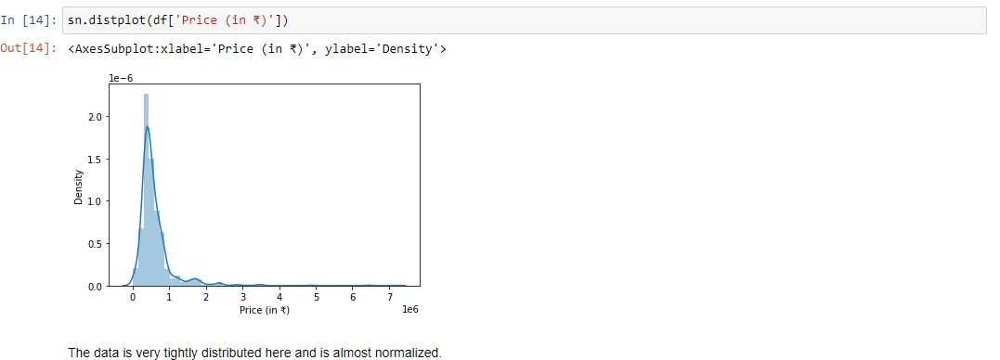 In [14]: sn.distplot(df['Price (in ₹)'])
Out[14]: <AxesSubplot:xlabel='Price (in ₹)', ylabel='Density'>
1e−6
2.0
1.5
1.0
0.5
0.0
Density
0 1 2 3 4 5 6 7
Price (in ₹)
1e6
The data is very tightly distributed here and is almost normalized.